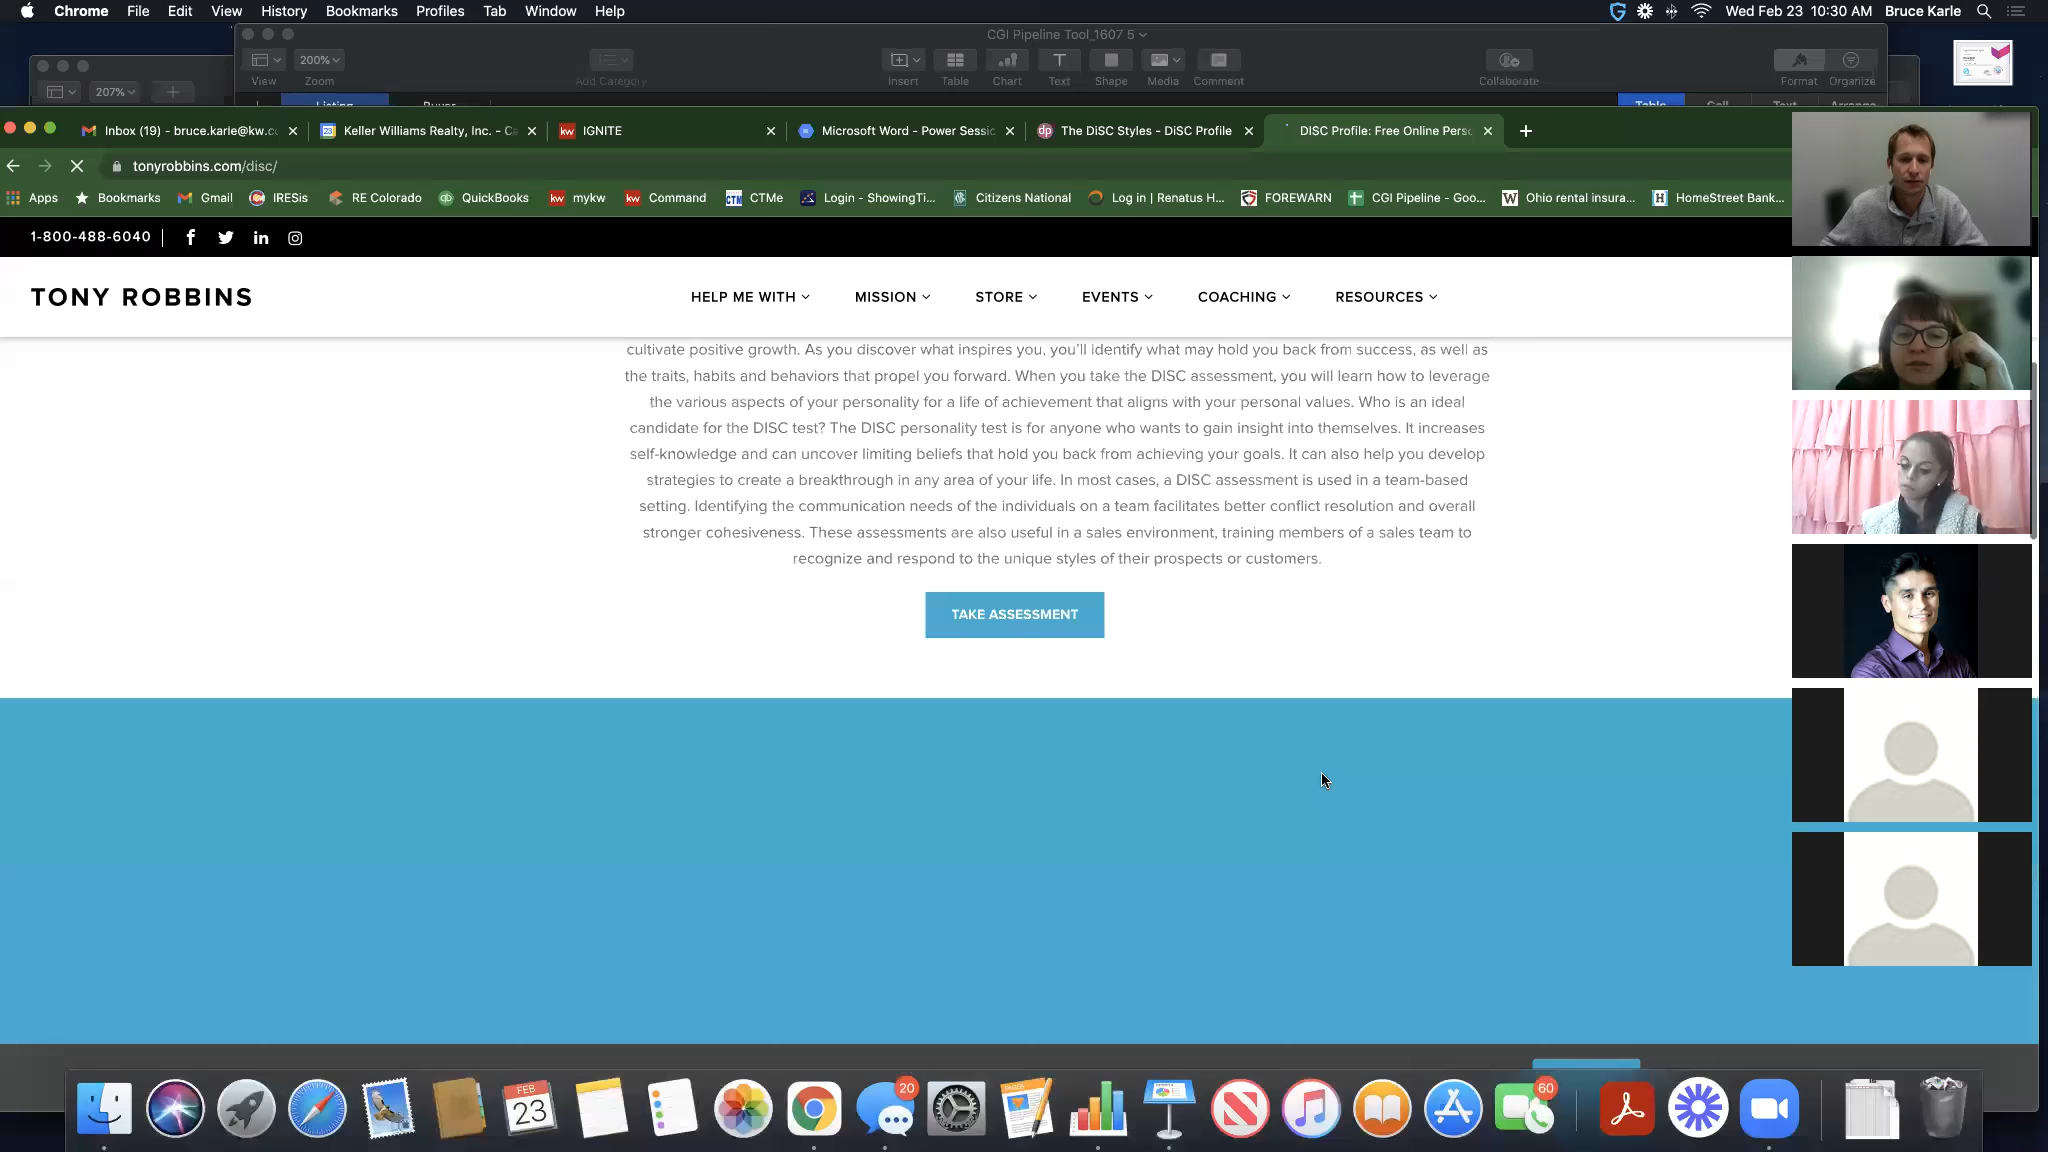 Chrome File Edit View History Bookmarks Profiles Tab Window Help
Wed Feb 23 10:30 AM Bruce Karle
CGI Pipeline Tool_1607 5
200%
View Zoom Add Category Insert Table Chart Text Shape Media Comment Collaborate Format Organize
207%
Listing Buyer Table Cell Text Arrange
Inbox (19) - bruce.karle@kw.c
Keller Williams Realty, Inc. - Ca
IGNITE
Microsoft Word - Power Sessic
The DiSC Styles - DiSC Profile
DISC Profile: Free Online Perso
tonyrobbins.com/disc/
Apps Bookmarks Gmail IRESis RE Colorado QuickBooks mykw Command CTMe Login - ShowingTi... Citizens National Log in | Renatus H... FOREWARN CGI Pipeline - Goo... Ohio rental insura... HomeStreet Bank...
1-800-488-6040
TONY ROBBINS
HELP ME WITH MISSION STORE EVENTS COACHING RESOURCES
cultivate positive growth. As you discover what inspires you, you'll identify what may hold you back from success, as well as
the traits, habits and behaviors that propel you forward. When you take the DISC assessment, you will learn how to leverage
the various aspects of your personality for a life of achievement that aligns with your personal values. Who is an ideal
candidate for the DISC test? The DISC personality test is for anyone who wants to gain insight into themselves. It increases
self-knowledge and can uncover limiting beliefs that hold you back from achieving your goals. It can also help you develop
strategies to create a breakthrough in any area of your life. In most cases, a DISC assessment is used in a team-based
setting. Identifying the communication needs of the individuals on a team facilitates better conflict resolution and overall
stronger cohesiveness. These assessments are also useful in a sales environment, training members of a sales team to
recognize and respond to the unique styles of their prospects or customers.
TAKE ASSESSMENT
FEB
23
20
60